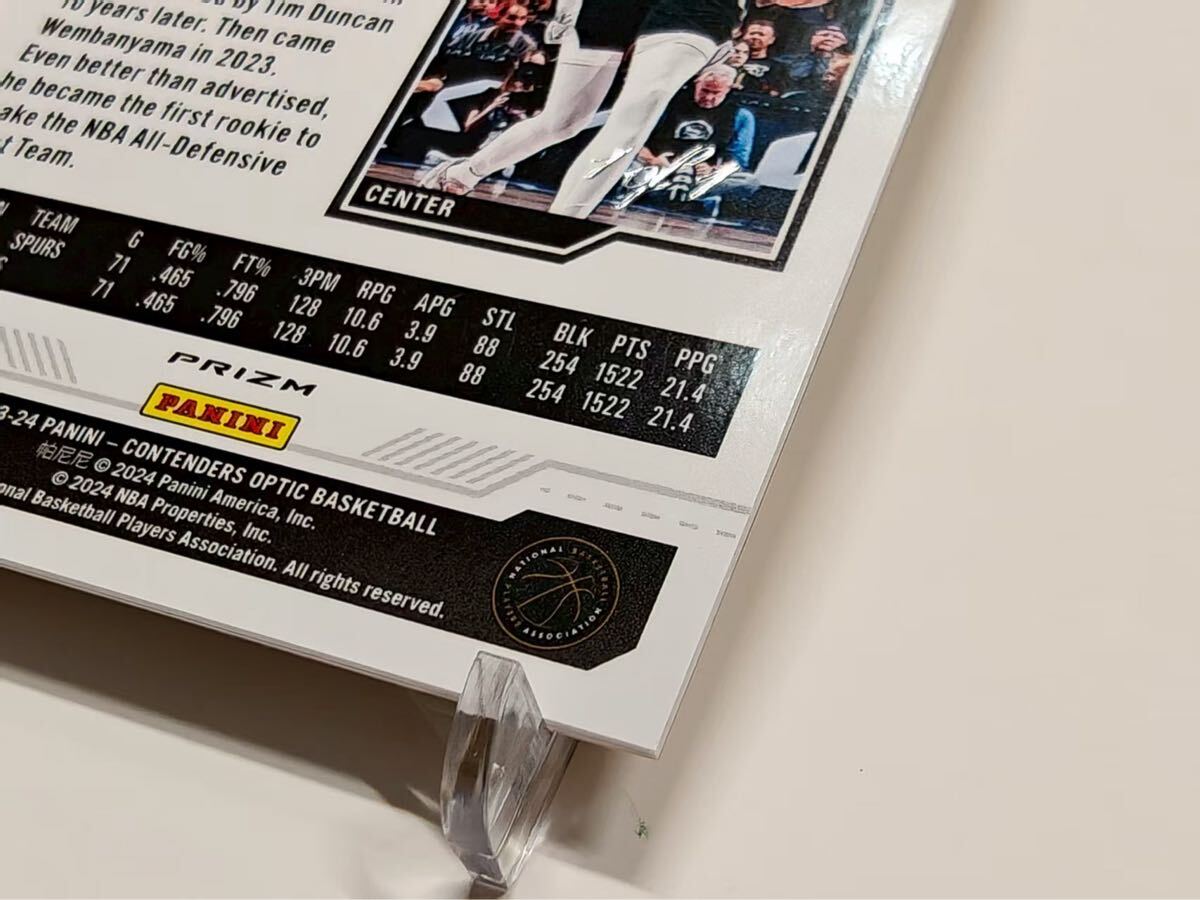 by Tim Duncan
10 years later. Then came
Wembanyama in 2023.
Even better than advertised,
he became the first rookie to
ake the NBA All-Defensive
t Team.
CENTER
TEAM G FG% FT% 3PM RPG APG STL BLK PTS PPG
SPURS 71 .465 .796 128 10.6 3.9 88 254 1522 21.4
71 .465 .796 128 10.6 3.9 88 254 1522 21.4
PRIZM
PANINI
3-24 PANINI – CONTENDERS OPTIC BASKETBALL
帕尼尼 © 2024 Panini America, Inc.
© 2024 NBA Properties, Inc.
onal Basketball Players Association. All rights reserved.
NATIONAL BASKETBALL PLAYERS ASSOCIATION